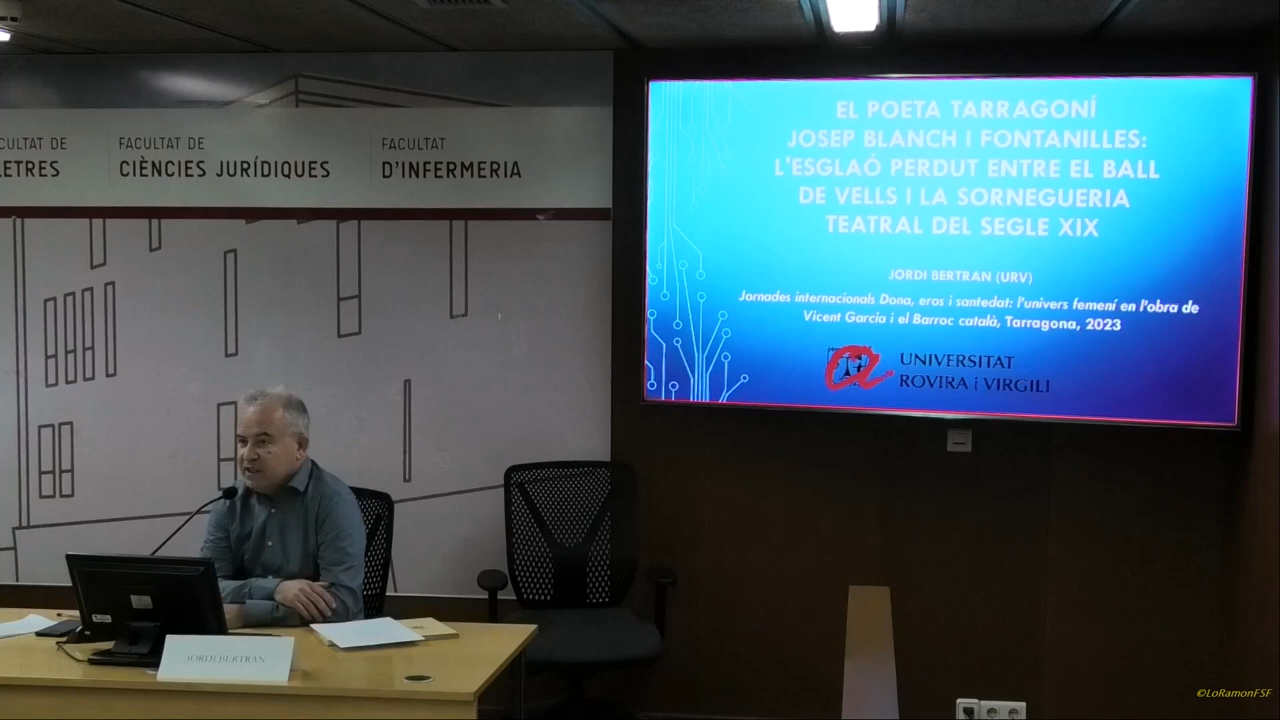 CULTAT DE
LETRES
FACULTAT DE
CIÈNCIES JURÍDIQUES
FACULTAT
D'INFERMERIA
EL POETA TARRAGONÍ
JOSEP BLANCH I FONTANILLES:
L'ESGLAÓ PERDUT ENTRE EL BALL
DE VELLS I LA SORNEGUERIA
TEATRAL DEL SEGLE XIX
JORDI BERTRAN (URV)
Jornades internacionals Dona, eros i santedat: l'univers femení en l'obra de
Vicent Garcia i el Barroc català, Tarragona, 2023
UNIVERSITAT
ROVIRA i VIRGILI
JORDI BERTRAN
©LoRamonFSF